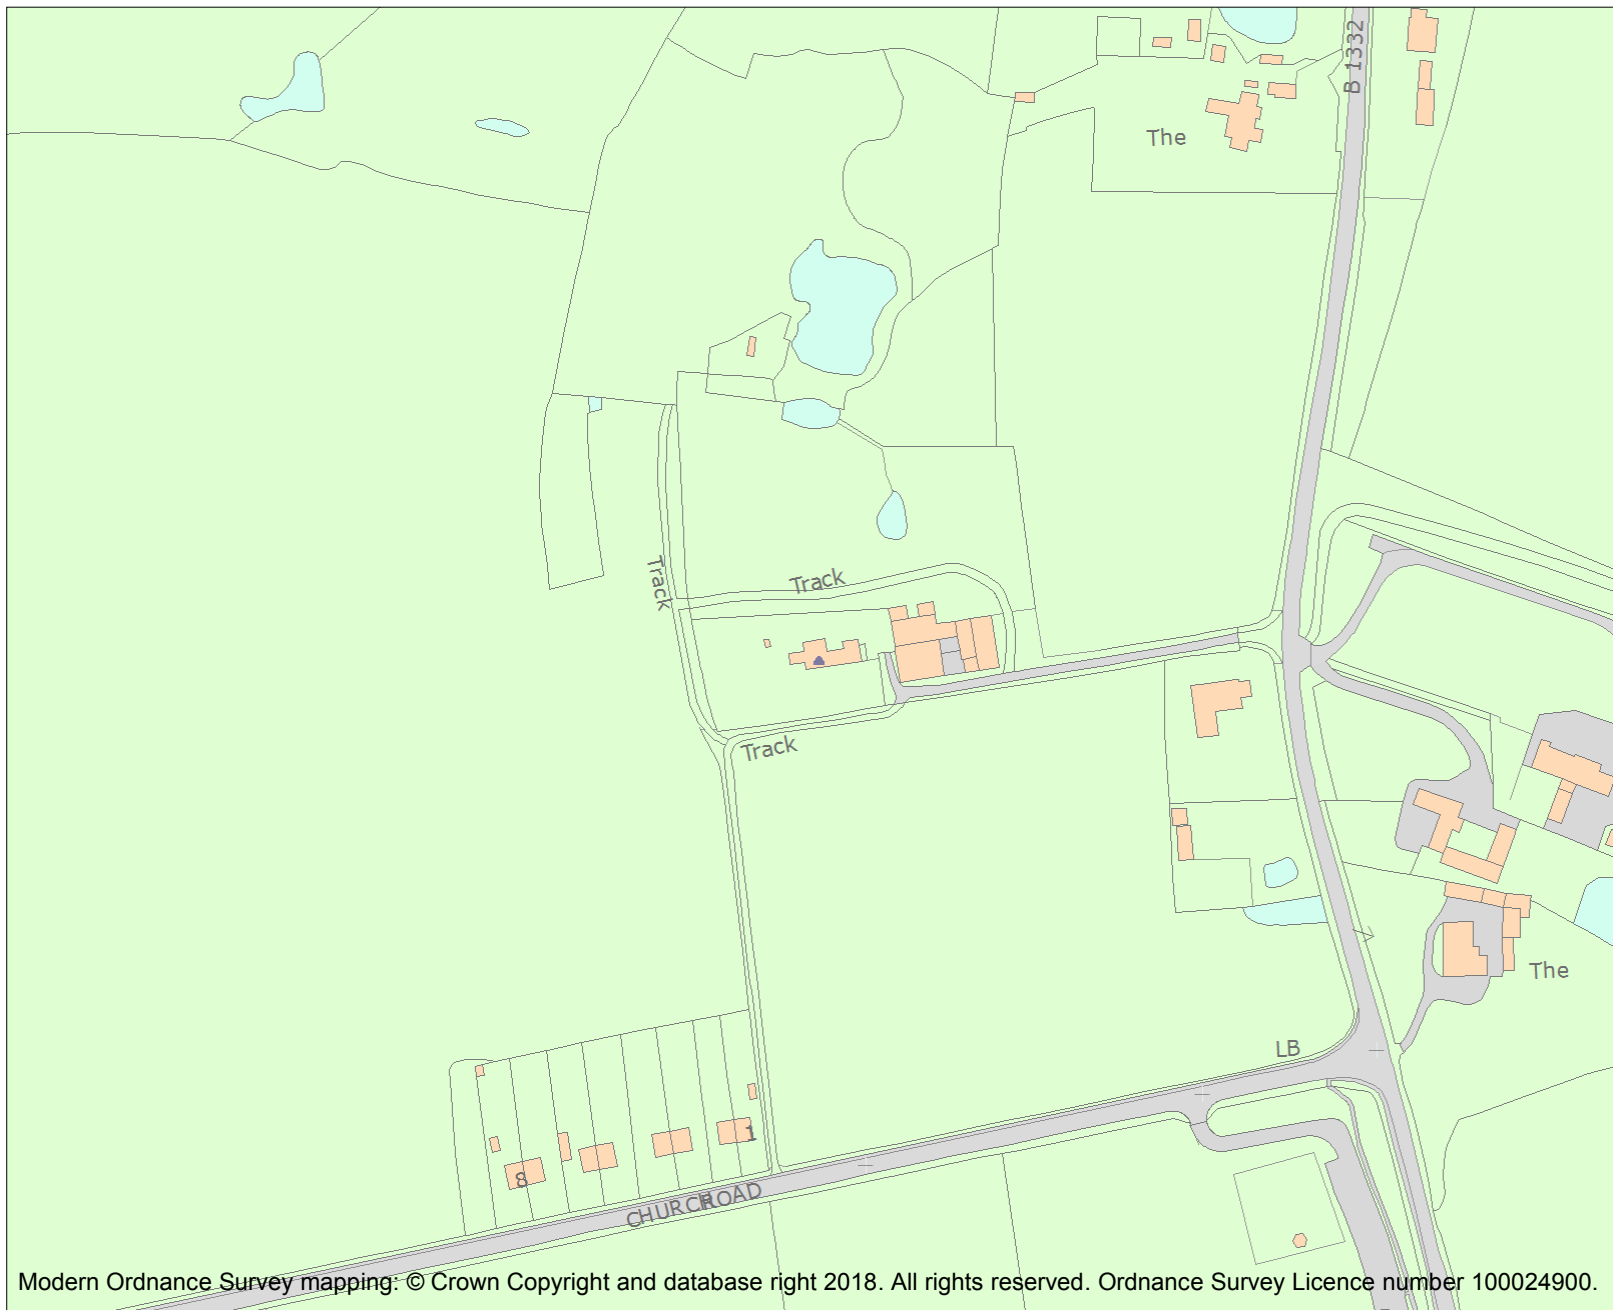 B 1332
The
Track
Track
Track
The
LB
1
8
CHURCH ROAD
Modern Ordnance Survey mapping: © Crown Copyright and database right 2018. All rights reserved. Ordnance Survey Licence number 100024900.